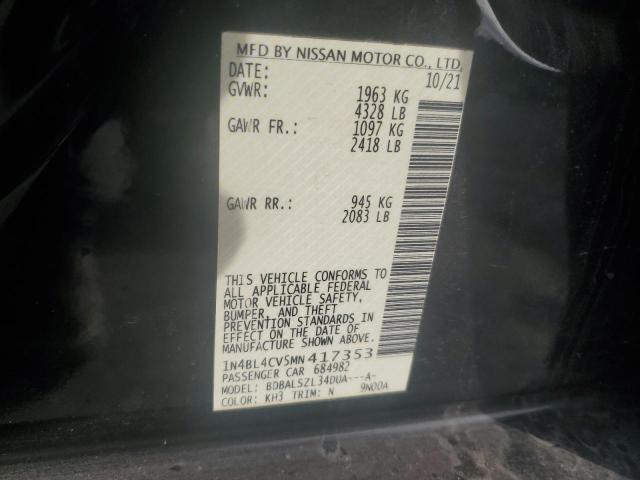 MFD BY NISSAN MOTOR CO., LTD.
DATE: 10/21
GVWR: 1963 KG
4328 LB
GAWR FR.: 1097 KG
2418 LB
GAWR RR.: 945 KG
2083 LB
THIS VEHICLE CONFORMS TO
ALL APPLICABLE FEDERAL
MOTOR VEHICLE SAFETY,
BUMPER, AND THEFT
PREVENTION STANDARDS IN
EFFECT ON THE DATE OF
MANUFACTURE SHOWN ABOVE.
1N4BL4CV5MN417353
PASSENGER CAR 684982
MODEL: BDBALSZL34DUA---A-
COLOR: KH3 TRIM: N 9N00A